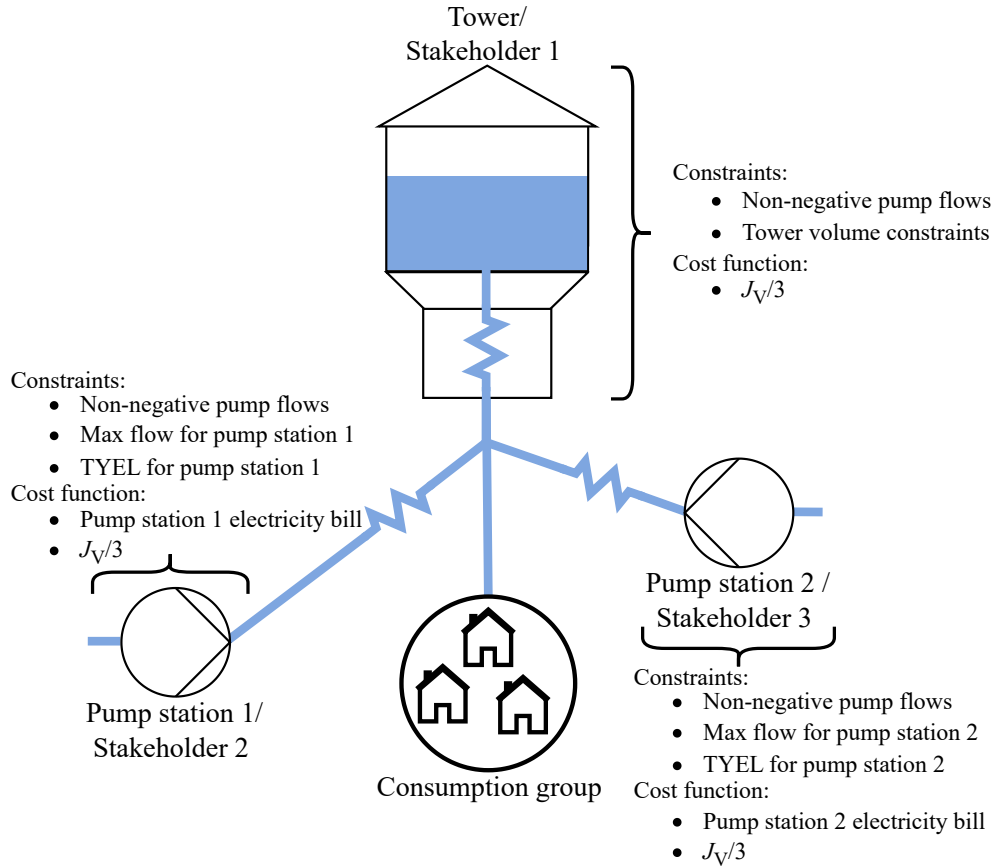 Tower/
Stakeholder 1
Constraints:
• Non-negative pump flows
• Tower volume constraints
Cost function:
• JV/3
Constraints:
• Non-negative pump flows
• Max flow for pump station 1
• TYEL for pump station 1
Cost function:
• Pump station 1 electricity bill
• JV/3
Pump station 1/
Stakeholder 2
Consumption group
Pump station 2 /
Stakeholder 3
Constraints:
• Non-negative pump flows
• Max flow for pump station 2
• TYEL for pump station 2
Cost function:
• Pump station 2 electricity bill
• JV/3